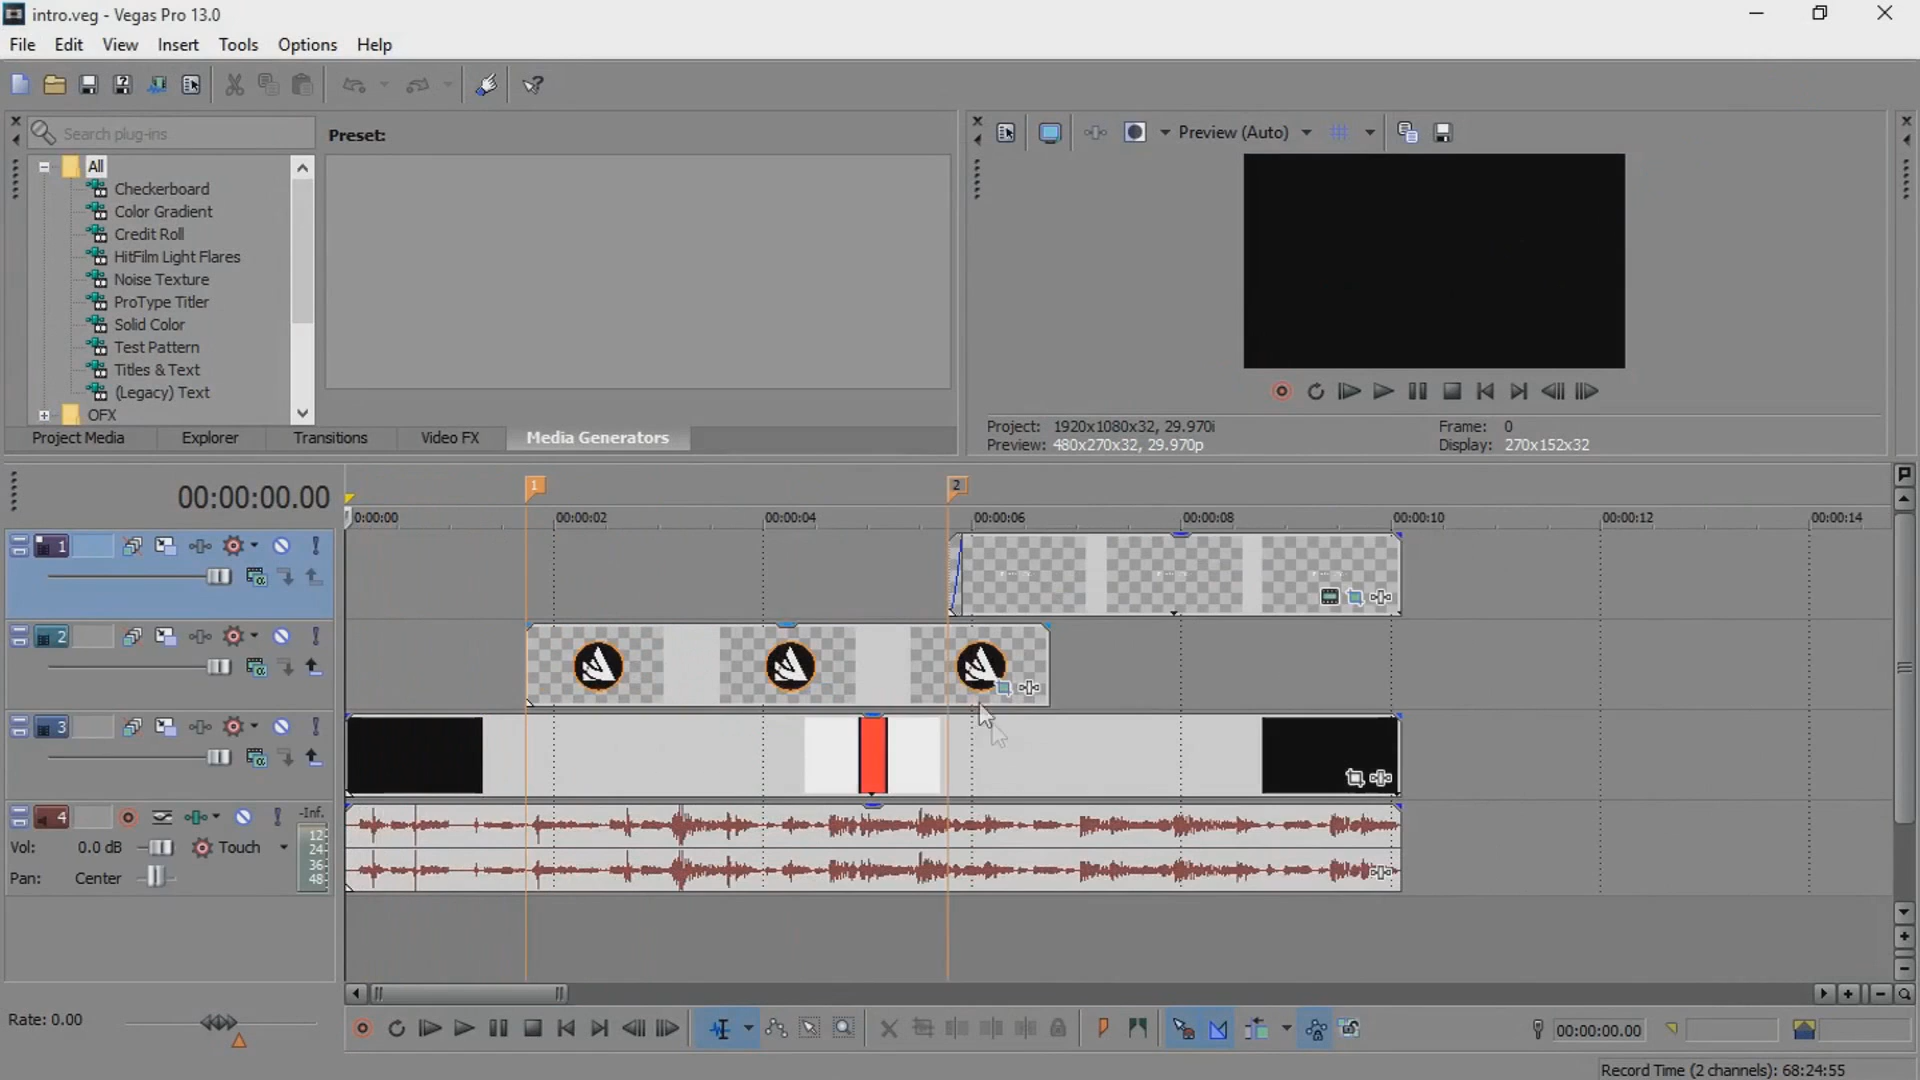 intro.veg - Vegas Pro 13.0
File Edit View Insert Tools Options Help
Search plug-ins
Preset:
All
Checkerboard
Color Gradient
Credit Roll
HitFilm Light Flares
Noise Texture
ProType Titler
Solid Color
Test Pattern
Titles & Text
(Legacy) Text
OFX
Project Media Explorer Transitions Video FX Media Generators
Preview (Auto)
Project: 1920x1080x32, 29.970i
Frame: 0
Preview: 480x270x32, 29.970p
Display: 270x152x32
00:00:00.00
1
2
0:00:00 00:00:02 00:00:04 00:00:06 00:00:08 00:00:10 00:00:12 00:00:14
1
2
3
4
-Inf.
12
24
36
48
Vol: 0.0 dB Touch
Pan: Center
Rate: 0.00
00:00:00.00
Record Time (2 channels): 68:24:55